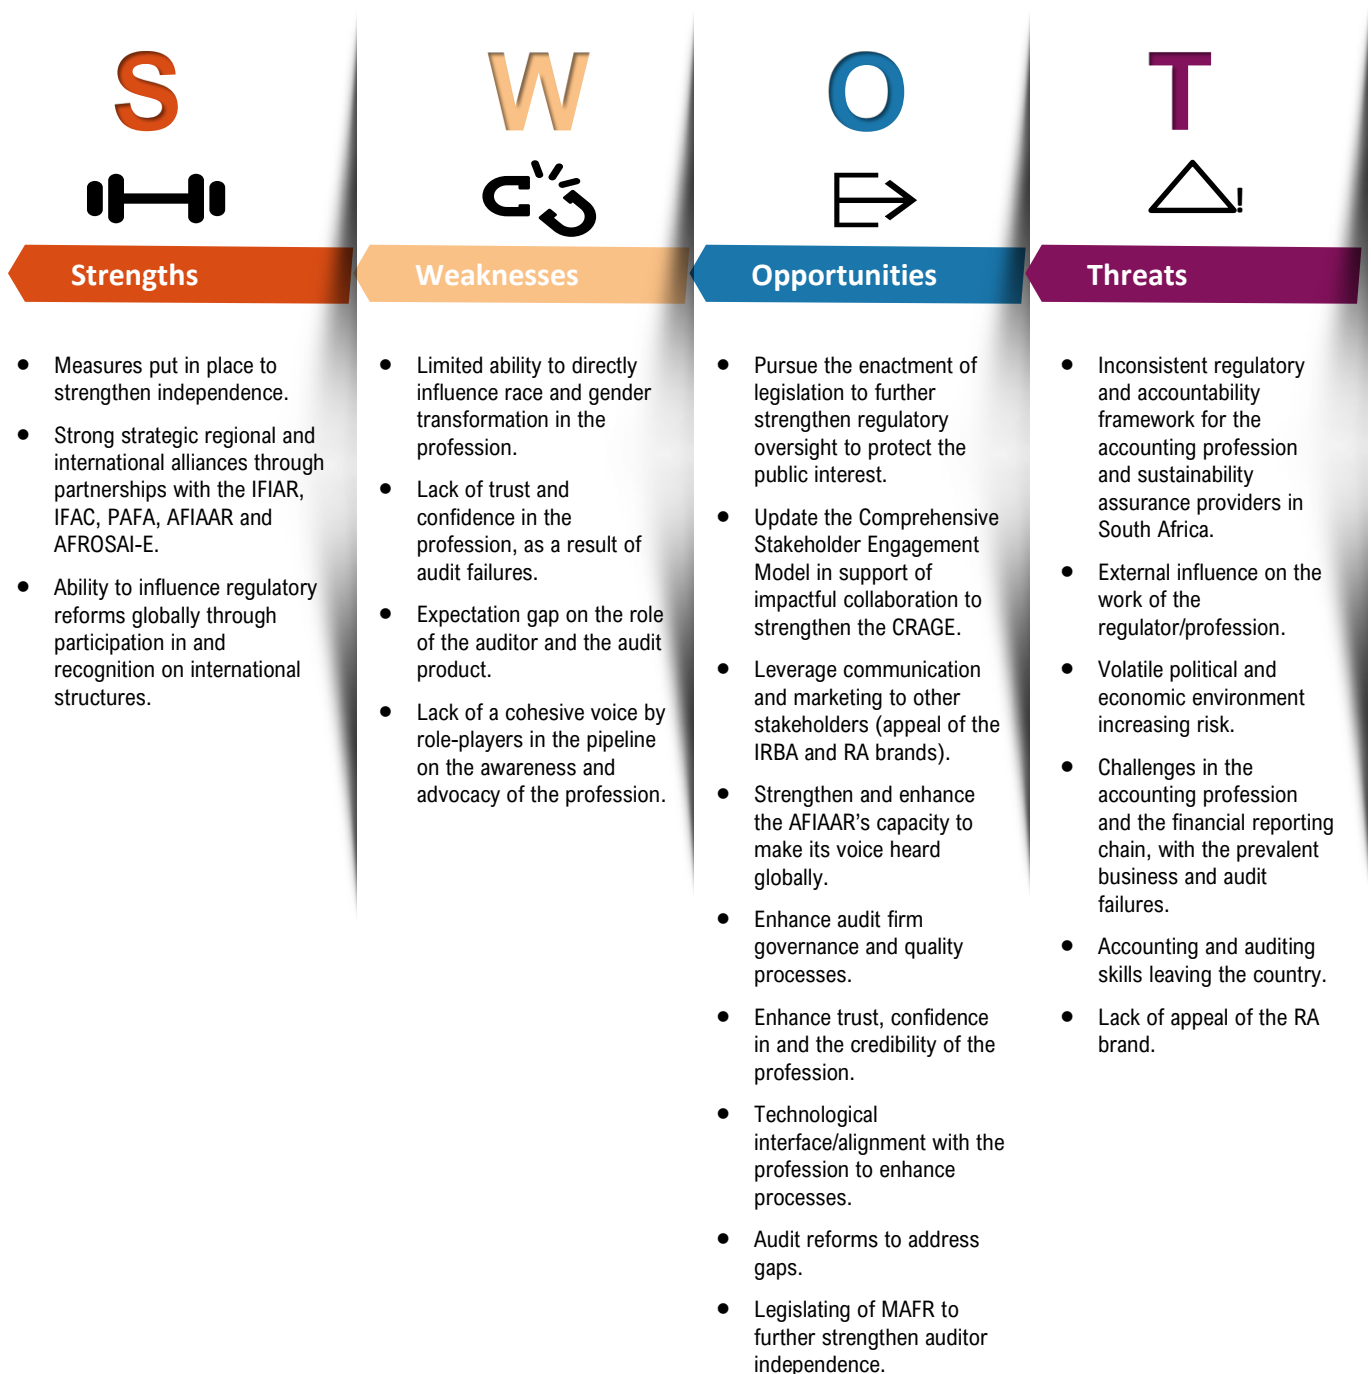 S
W
O
T
Strengths
Weaknesses
Opportunities
Threats
● Measures put in place to
strengthen independence.
● Strong strategic regional and
international alliances through
partnerships with the IFIAR,
IFAC, PAFA, AFIAAR and
AFROSAI-E.
● Ability to influence regulatory
reforms globally through
participation in and
recognition on international
structures.
● Limited ability to directly
influence race and gender
transformation in the
profession.
● Lack of trust and
confidence in the
profession, as a result of
audit failures.
● Expectation gap on the role
of the auditor and the audit
product.
● Lack of a cohesive voice by
role-players in the pipeline
on the awareness and
advocacy of the profession.
● Pursue the enactment of
legislation to further
strengthen regulatory
oversight to protect the
public interest.
● Update the Comprehensive
Stakeholder Engagement
Model in support of
impactful collaboration to
strengthen the CRAGE.
● Leverage communication
and marketing to other
stakeholders (appeal of the
IRBA and RA brands).
● Strengthen and enhance
the AFIAAR's capacity to
make its voice heard
globally.
● Enhance audit firm
governance and quality
processes.
● Enhance trust, confidence
in and the credibility of the
profession.
● Technological
interface/alignment with the
profession to enhance
processes.
● Audit reforms to address
gaps.
● Legislating of MAFR to
further strengthen auditor
independence.
● Inconsistent regulatory
and accountability
framework for the
accounting profession
and sustainability
assurance providers in
South Africa.
● External influence on the
work of the
regulator/profession.
● Volatile political and
economic environment
increasing risk.
● Challenges in the
accounting profession
and the financial reporting
chain, with the prevalent
business and audit
failures.
● Accounting and auditing
skills leaving the country.
● Lack of appeal of the RA
brand.